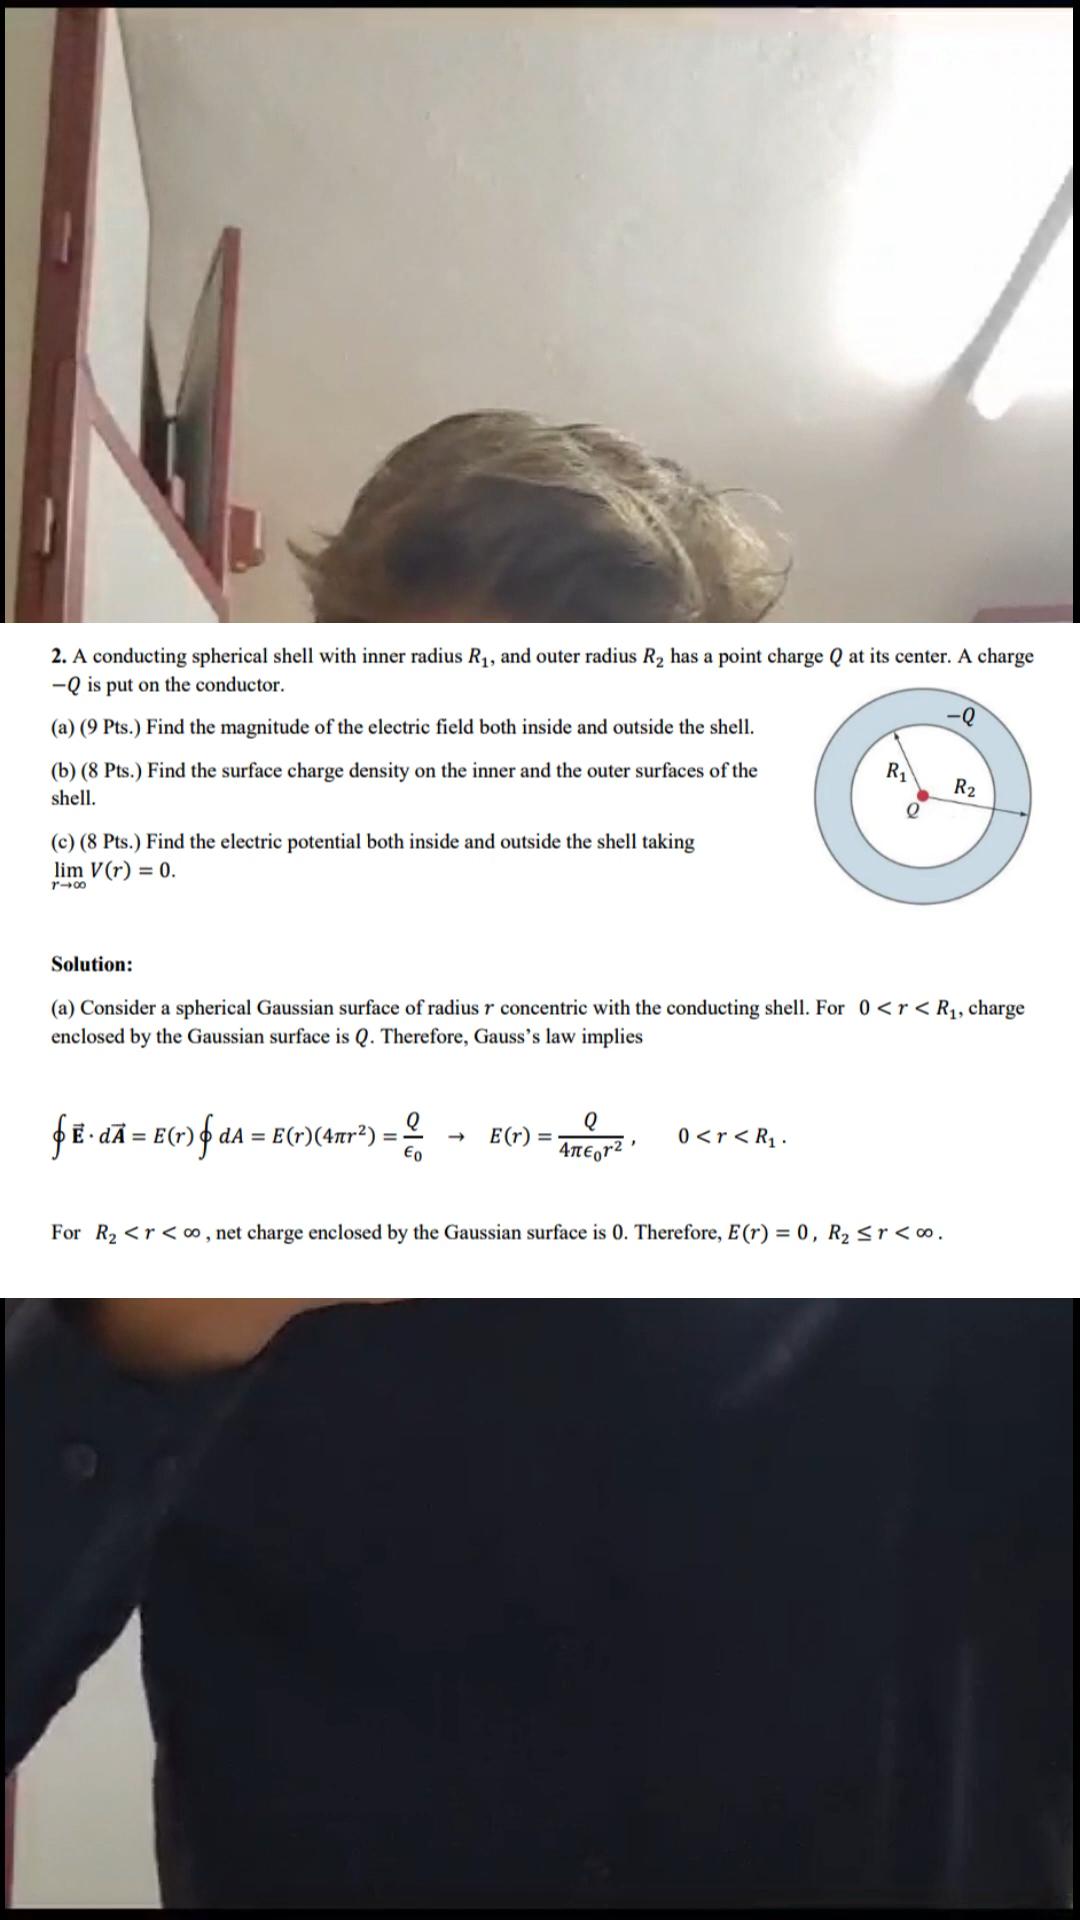 2. A conducting spherical shell with inner radius R₁, and outer radius R₂ has a point charge Q at its center. A charge
−Q is put on the conductor.
(a) (9 Pts.) Find the magnitude of the electric field both inside and outside the shell.
(b) (8 Pts.) Find the surface charge density on the inner and the outer surfaces of the
shell.
(c) (8 Pts.) Find the electric potential both inside and outside the shell taking
lim V(r) = 0.
r→∞
−Q
R₁
R₂
Q
Solution:
(a) Consider a spherical Gaussian surface of radius r concentric with the conducting shell. For 0 < r < R₁, charge
enclosed by the Gaussian surface is Q. Therefore, Gauss’s law implies
∮ E⃗ · dA⃗ = E(r) ∮ dA = E(r)(4πr²) = Q/ϵ₀ → E(r) = Q/4πϵ₀r² , 0 < r < R₁ .
For R₂ < r < ∞ , net charge enclosed by the Gaussian surface is 0. Therefore, E(r) = 0 , R₂ ≤ r < ∞ .